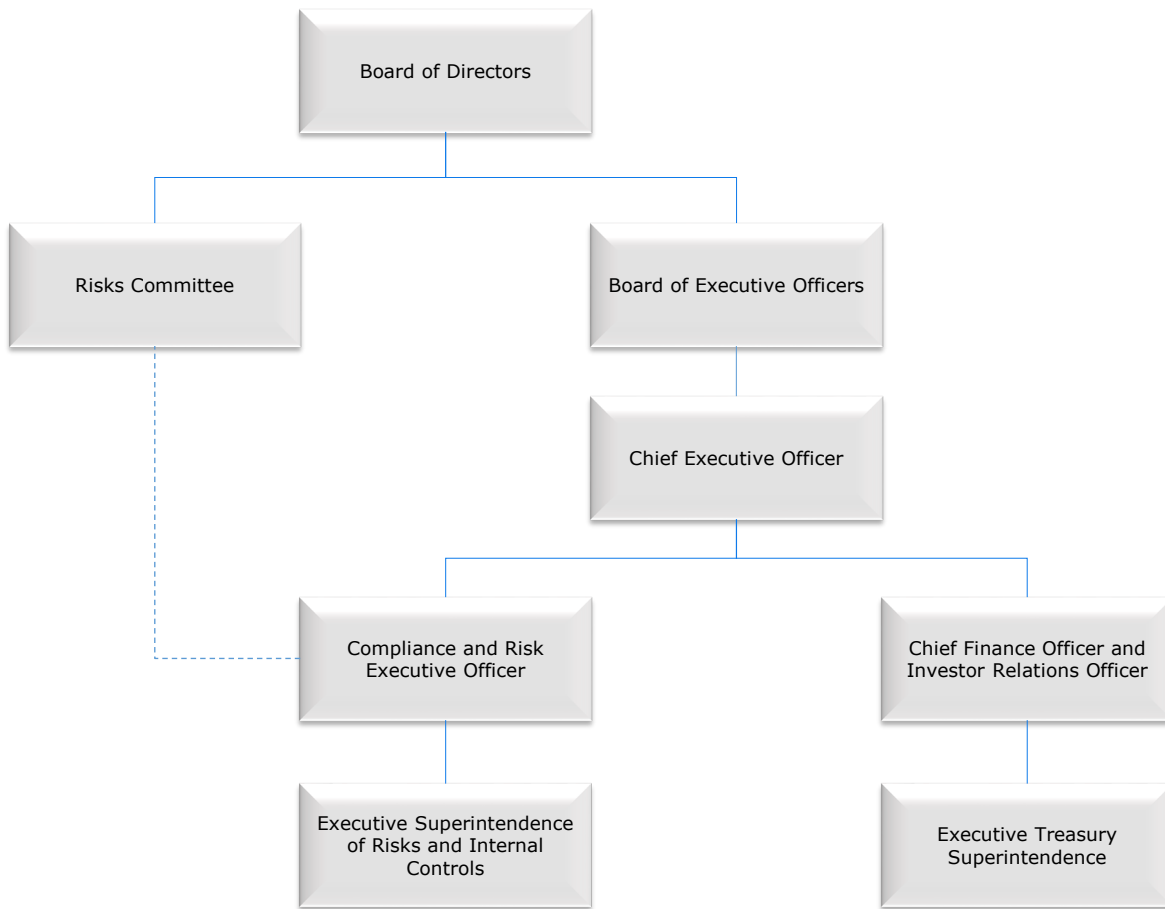 Board of Directors
Risks Committee
Board of Executive Officers
Chief Executive Officer
Compliance and Risk
Executive Officer
Chief Finance Officer and
Investor Relations Officer
Executive Superintendence
of Risks and Internal
Controls
Executive Treasury
Superintendence